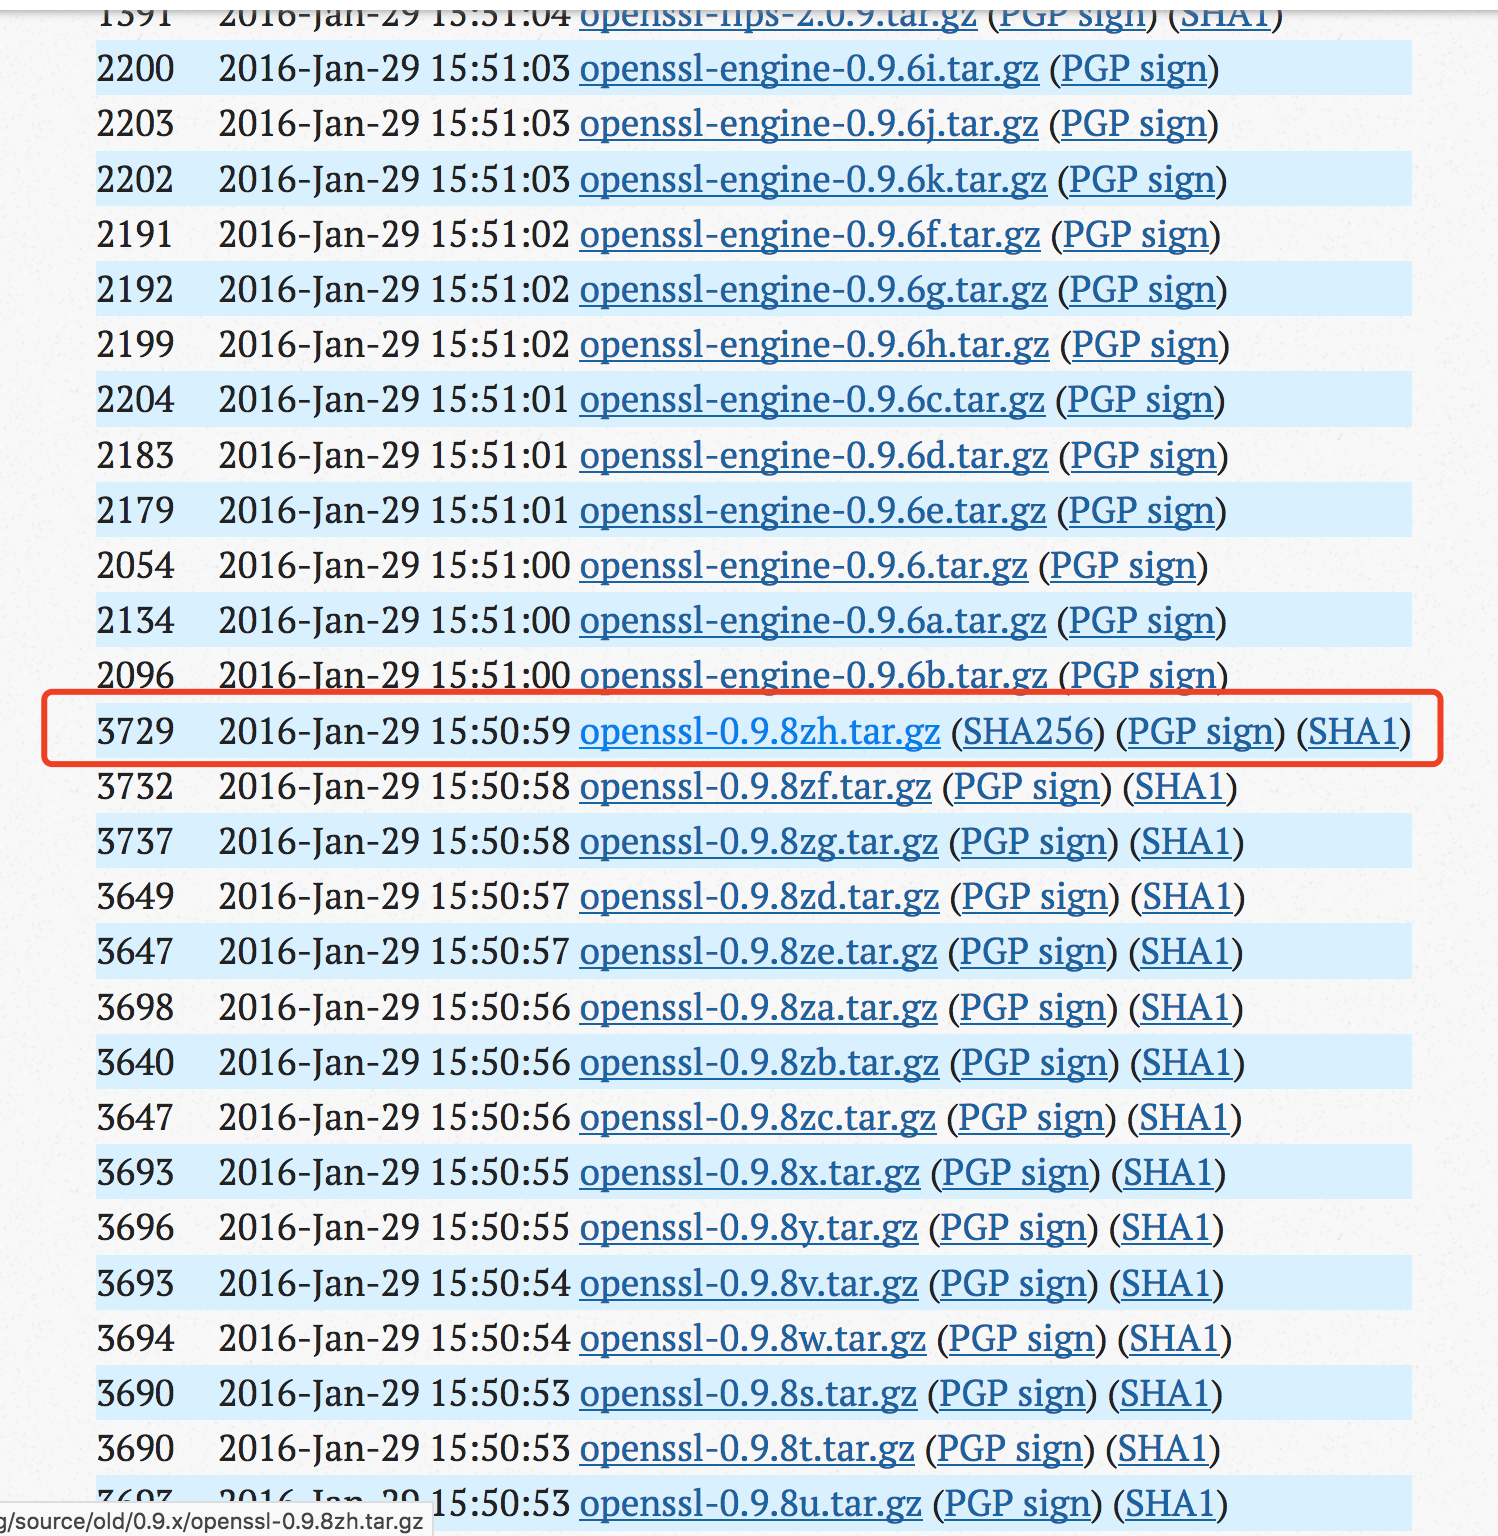 1391 2016-Jan-29 15:51:04 openssl-fips-2.0.9.tar.gz (PGP sign) (SHA1)
2200 2016-Jan-29 15:51:03 openssl-engine-0.9.6i.tar.gz (PGP sign)
2203 2016-Jan-29 15:51:03 openssl-engine-0.9.6j.tar.gz (PGP sign)
2202 2016-Jan-29 15:51:03 openssl-engine-0.9.6k.tar.gz (PGP sign)
2191 2016-Jan-29 15:51:02 openssl-engine-0.9.6f.tar.gz (PGP sign)
2192 2016-Jan-29 15:51:02 openssl-engine-0.9.6g.tar.gz (PGP sign)
2199 2016-Jan-29 15:51:02 openssl-engine-0.9.6h.tar.gz (PGP sign)
2204 2016-Jan-29 15:51:01 openssl-engine-0.9.6c.tar.gz (PGP sign)
2183 2016-Jan-29 15:51:01 openssl-engine-0.9.6d.tar.gz (PGP sign)
2179 2016-Jan-29 15:51:01 openssl-engine-0.9.6e.tar.gz (PGP sign)
2054 2016-Jan-29 15:51:00 openssl-engine-0.9.6.tar.gz (PGP sign)
2134 2016-Jan-29 15:51:00 openssl-engine-0.9.6a.tar.gz (PGP sign)
2096 2016-Jan-29 15:51:00 openssl-engine-0.9.6b.tar.gz (PGP sign)
3729 2016-Jan-29 15:50:59 openssl-0.9.8zh.tar.gz (SHA256) (PGP sign) (SHA1)
3732 2016-Jan-29 15:50:58 openssl-0.9.8zf.tar.gz (PGP sign) (SHA1)
3737 2016-Jan-29 15:50:58 openssl-0.9.8zg.tar.gz (PGP sign) (SHA1)
3649 2016-Jan-29 15:50:57 openssl-0.9.8zd.tar.gz (PGP sign) (SHA1)
3647 2016-Jan-29 15:50:57 openssl-0.9.8ze.tar.gz (PGP sign) (SHA1)
3698 2016-Jan-29 15:50:56 openssl-0.9.8za.tar.gz (PGP sign) (SHA1)
3640 2016-Jan-29 15:50:56 openssl-0.9.8zb.tar.gz (PGP sign) (SHA1)
3647 2016-Jan-29 15:50:56 openssl-0.9.8zc.tar.gz (PGP sign) (SHA1)
3693 2016-Jan-29 15:50:55 openssl-0.9.8x.tar.gz (PGP sign) (SHA1)
3696 2016-Jan-29 15:50:55 openssl-0.9.8y.tar.gz (PGP sign) (SHA1)
3693 2016-Jan-29 15:50:54 openssl-0.9.8v.tar.gz (PGP sign) (SHA1)
3694 2016-Jan-29 15:50:54 openssl-0.9.8w.tar.gz (PGP sign) (SHA1)
3690 2016-Jan-29 15:50:53 openssl-0.9.8s.tar.gz (PGP sign) (SHA1)
3690 2016-Jan-29 15:50:53 openssl-0.9.8t.tar.gz (PGP sign) (SHA1)
2016-Jan-29 15:50:53 openssl-0.9.8u.tar.gz (PGP sign) (SHA1)
g/source/old/0.9.x/openssl-0.9.8zh.tar.gz